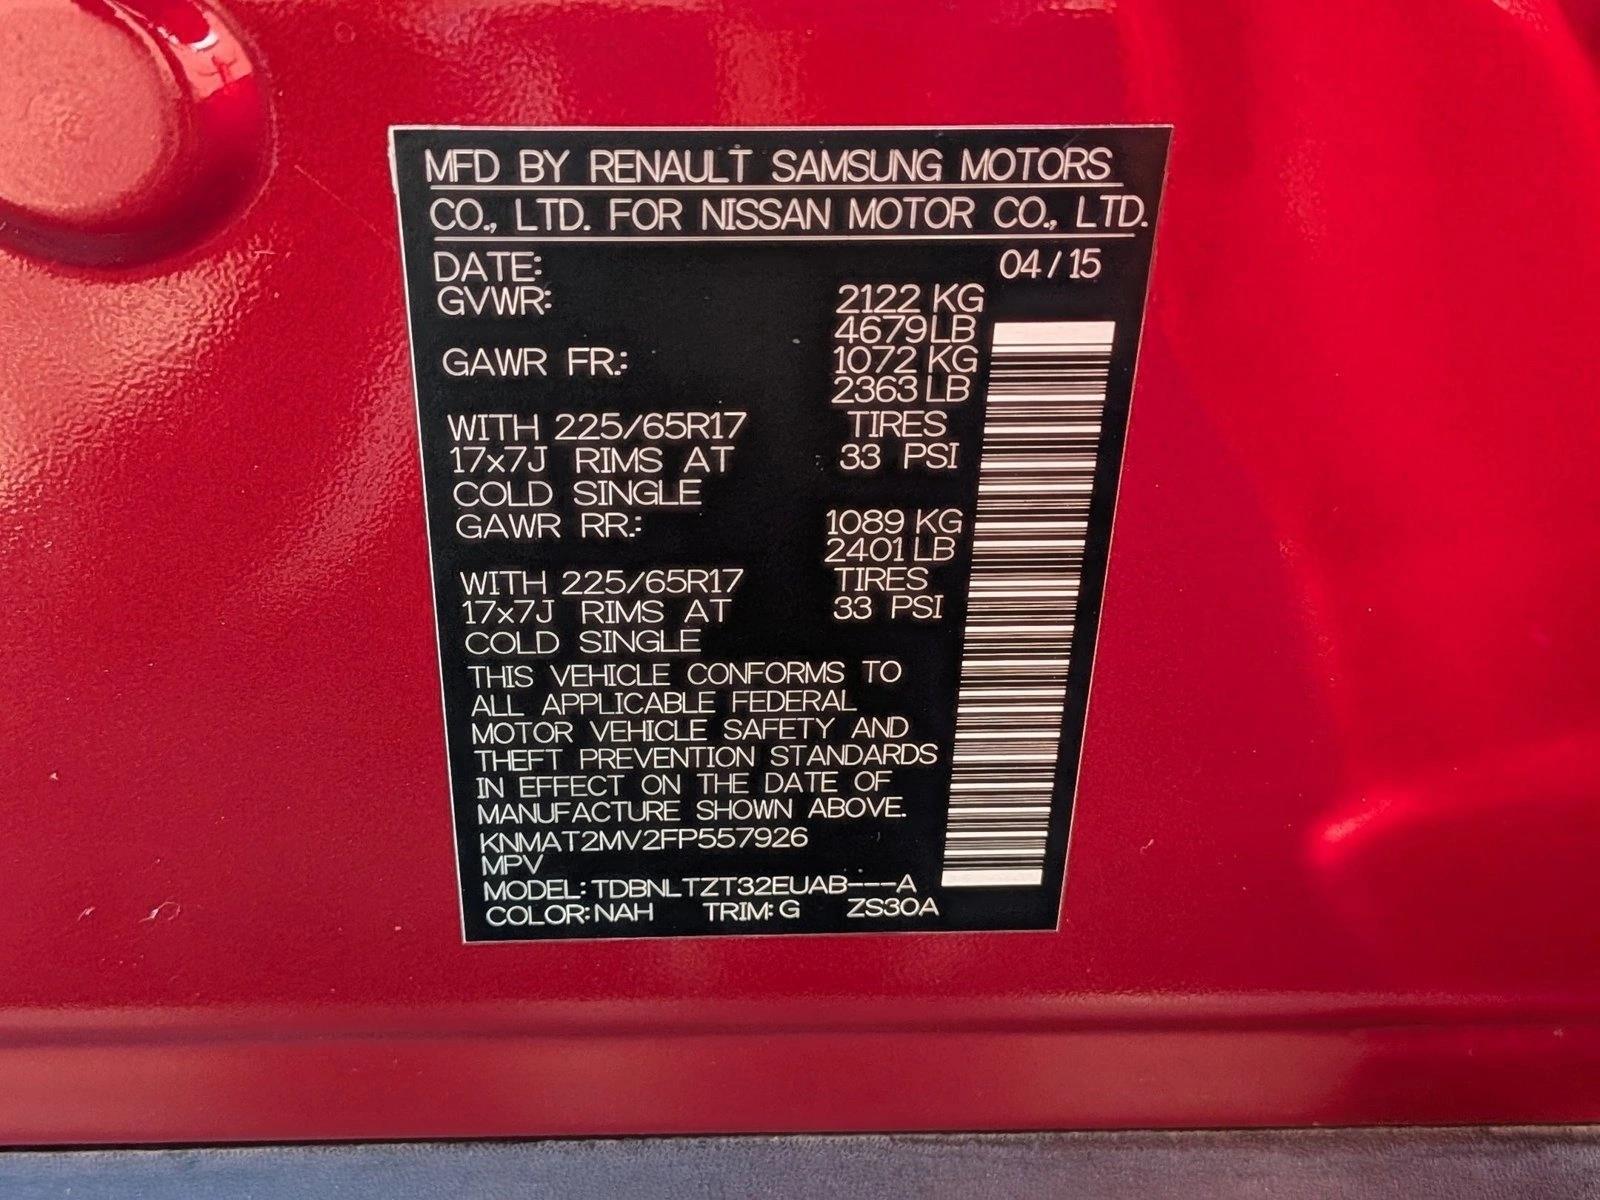 MFD BY RENAULT SAMSUNG MOTORS
CO., LTD. FOR NISSAN MOTOR CO., LTD.
DATE: 04/15
GVWR: 2122 KG
4679 LB
GAWR FR.: 1072 KG
2363 LB
WITH 225/65R17 TIRES
17x7J RIMS AT 33 PSI
COLD SINGLE
GAWR RR.: 1089 KG
2401 LB
WITH 225/65R17 TIRES
17x7J RIMS AT 33 PSI
COLD SINGLE
THIS VEHICLE CONFORMS TO
ALL APPLICABLE FEDERAL
MOTOR VEHICLE SAFETY AND
THEFT PREVENTION STANDARDS
IN EFFECT ON THE DATE OF
MANUFACTURE SHOWN ABOVE.
KNMAT2MV2FP557926
MPV
MODEL: TDBNLTZT32EUAB---A
COLOR: NAH TRIM: G ZS30A